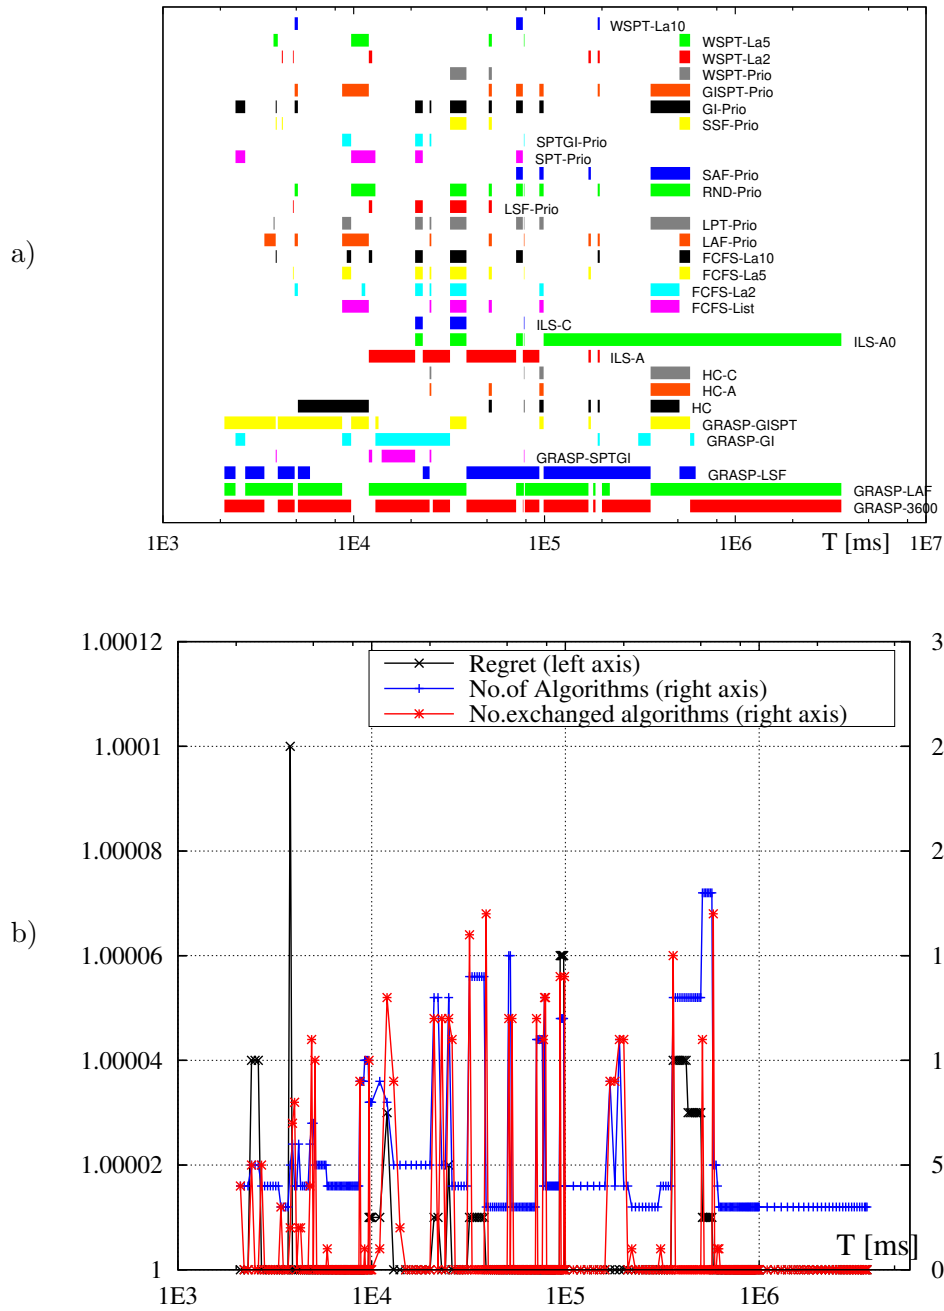 WSPT-La10
WSPT-La5
WSPT-La2
WSPT-Prio
GISPT-Prio
GI-Prio
SSF-Prio
SPTGI-Prio
SPT-Prio
SAF-Prio
RND-Prio
LSF-Prio
LPT-Prio
LAF-Prio
a)
FCFS-La10
FCFS-La5
FCFS-La2
FCFS-List
ILS-C
ILS-A0
ILS-A
HC-C
HC-A
HC
GRASP-GISPT
GRASP-GI
GRASP-SPTGI
GRASP-LSF
GRASP-LAF
GRASP-3600
1E3 1E4 1E5 1E6 T [ms] 1E7
1.00012 3
Regret (left axis)
No.of Algorithms (right axis)
No.exchanged algorithms (right axis)
1.0001 2
1.00008 2
b)
1.00006 1
1.00004 1
1.00002 5
T [ms]
1 0
1E3 1E4 1E5 1E6